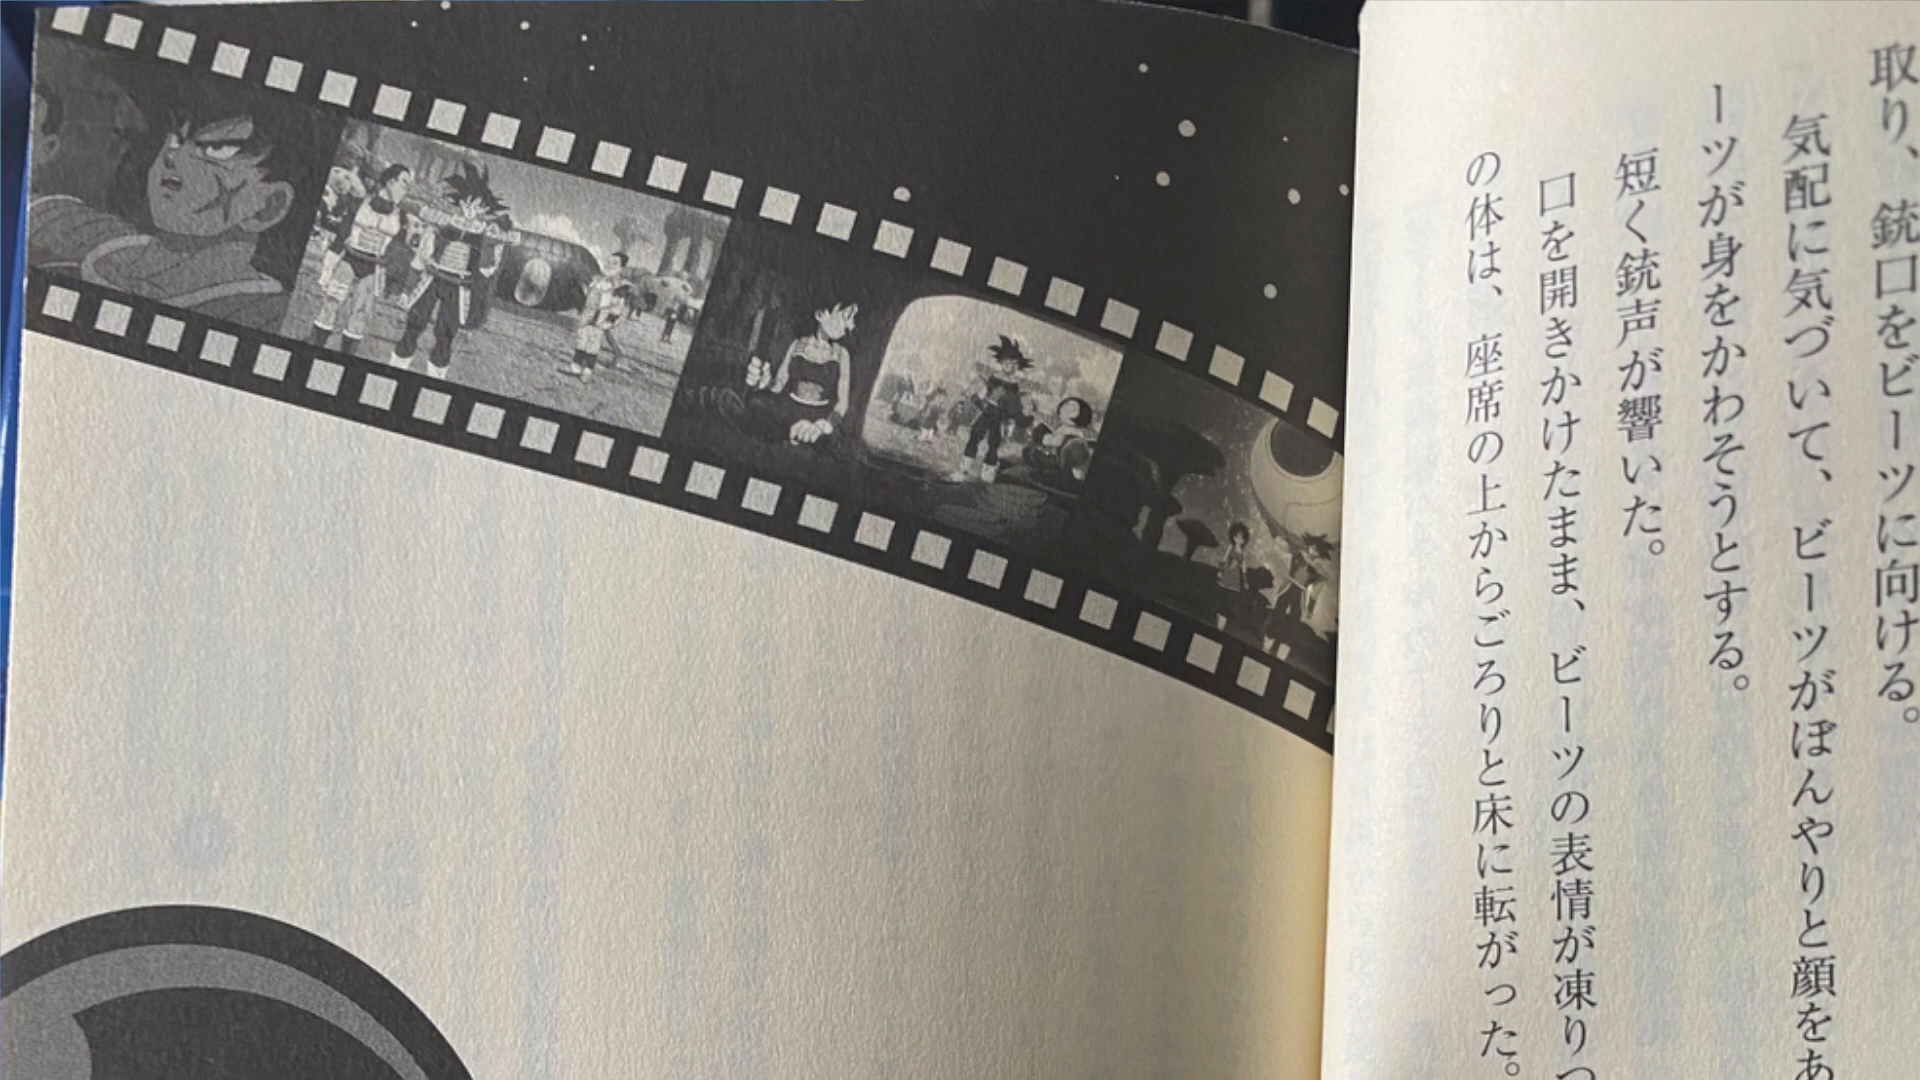 取り、銃口をビーツに向ける。
気配に気づいて、ビーツがぼんやりと顔をあ
ーツが身をかわそうとする。
短く銃声が響いた。
口を開きかけたまま、ビーツの表情が凍りつ
の体は、座席の上からごろりと床に転がった。